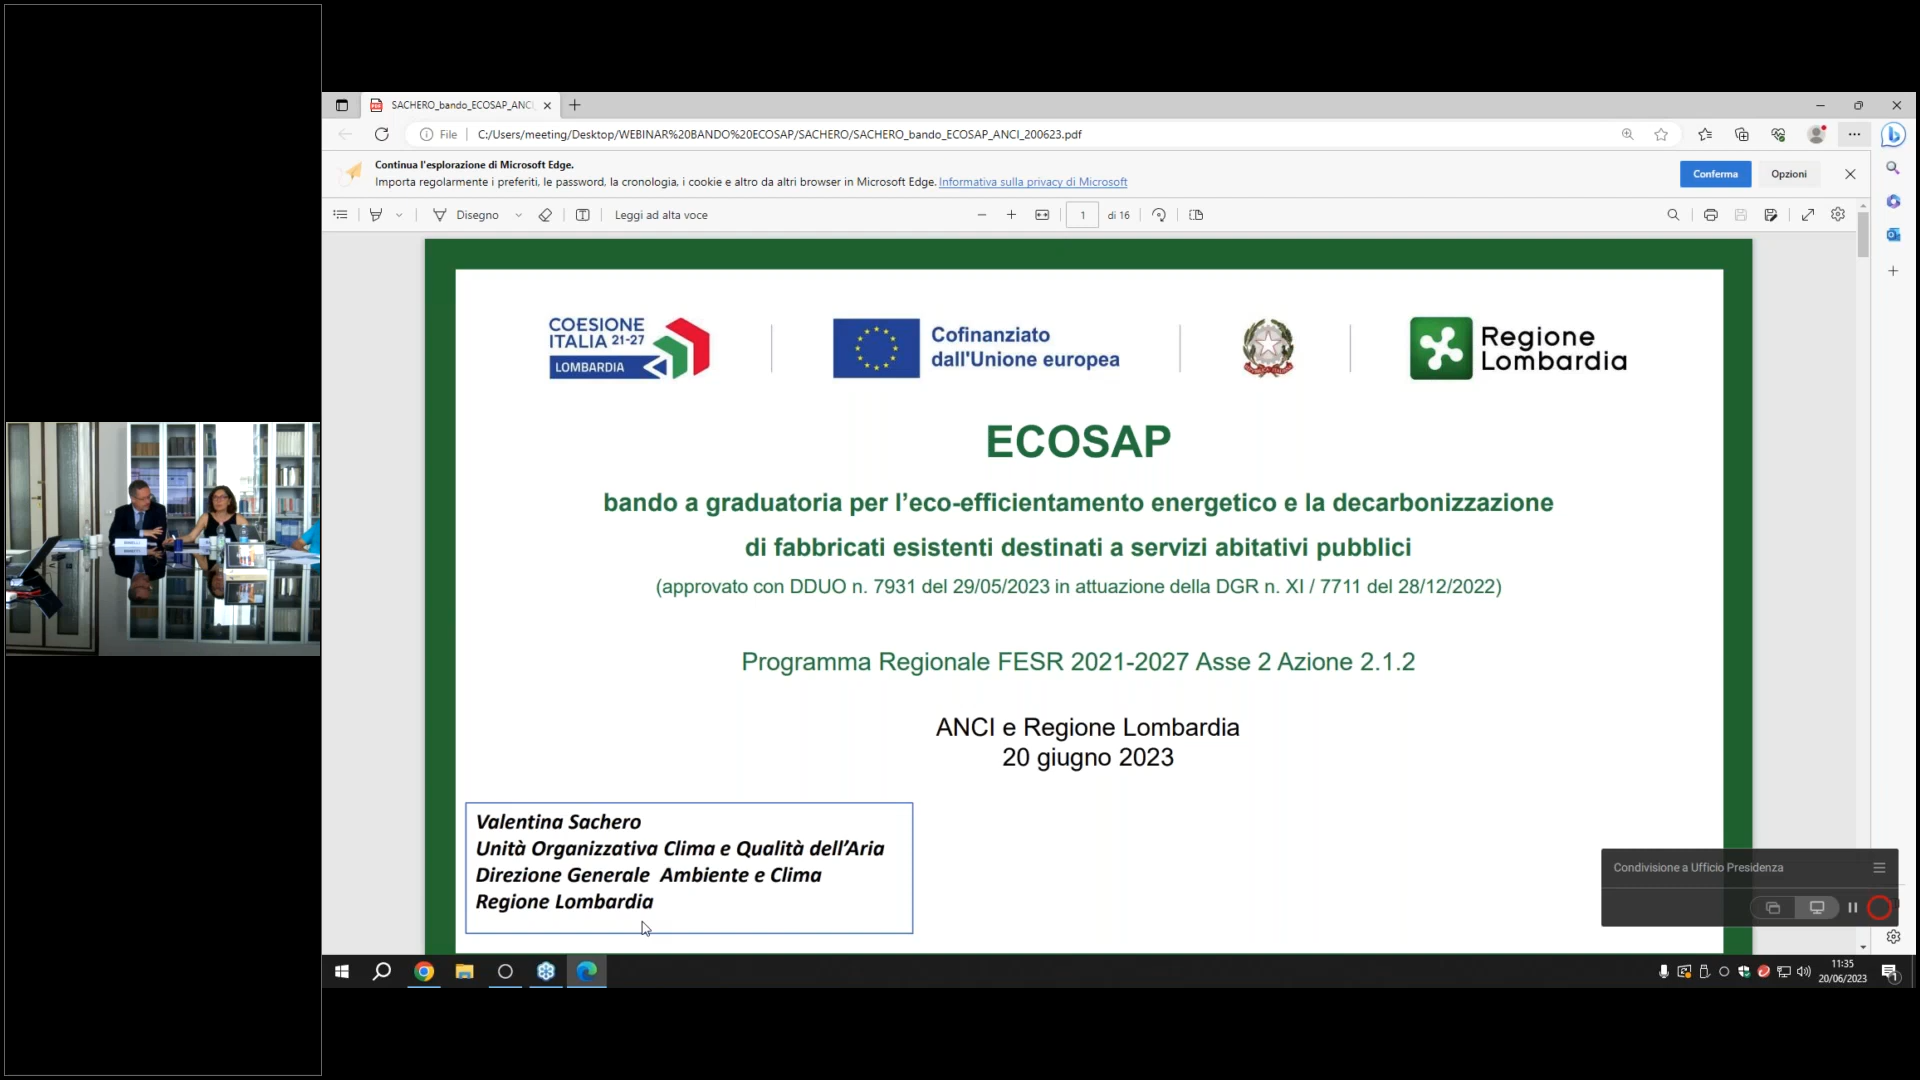 SACHERO_bando_ECOSAP_ANCI_
File
C:/Users/meeting/Desktop/WEBINAR%20BANDO%20ECOSAP/SACHERO/SACHERO_bando_ECOSAP_ANCI_200623.pdf
Continua l'esplorazione di Microsoft Edge.
Importa regolarmente i preferiti, le password, la cronologia, i cookie e altro da altri browser in Microsoft Edge. Informativa sulla privacy di Microsoft
Conferma
Opzioni
Disegno
Leggi ad alta voce
1 di 16
COESIONE
ITALIA 21-27
LOMBARDIA
Cofinanziato
dall'Unione europea
Regione
Lombardia
ECOSAP
bando a graduatoria per l’eco-efficientamento energetico e la decarbonizzazione
di fabbricati esistenti destinati a servizi abitativi pubblici
(approvato con DDUO n. 7931 del 29/05/2023 in attuazione della DGR n. XI / 7711 del 28/12/2022)
Programma Regionale FESR 2021-2027 Asse 2 Azione 2.1.2
ANCI e Regione Lombardia
20 giugno 2023
Valentina Sachero
Unità Organizzativa Clima e Qualità dell’Aria
Direzione Generale Ambiente e Clima
Regione Lombardia
Condivisione a Ufficio Presidenza
11:35
20/06/2023
1